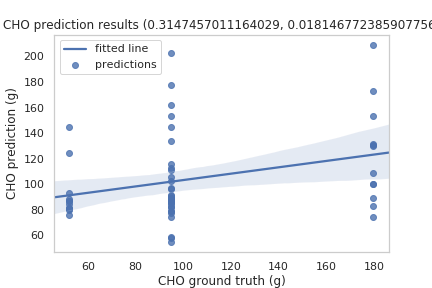 CHO prediction results (0.3147457011164029, 0.018146772385907756
fitted line
predictions
200
180
160
140
120
100
80
60
CHO prediction (g)
60 80 100 120 140 160 180
CHO ground truth (g)